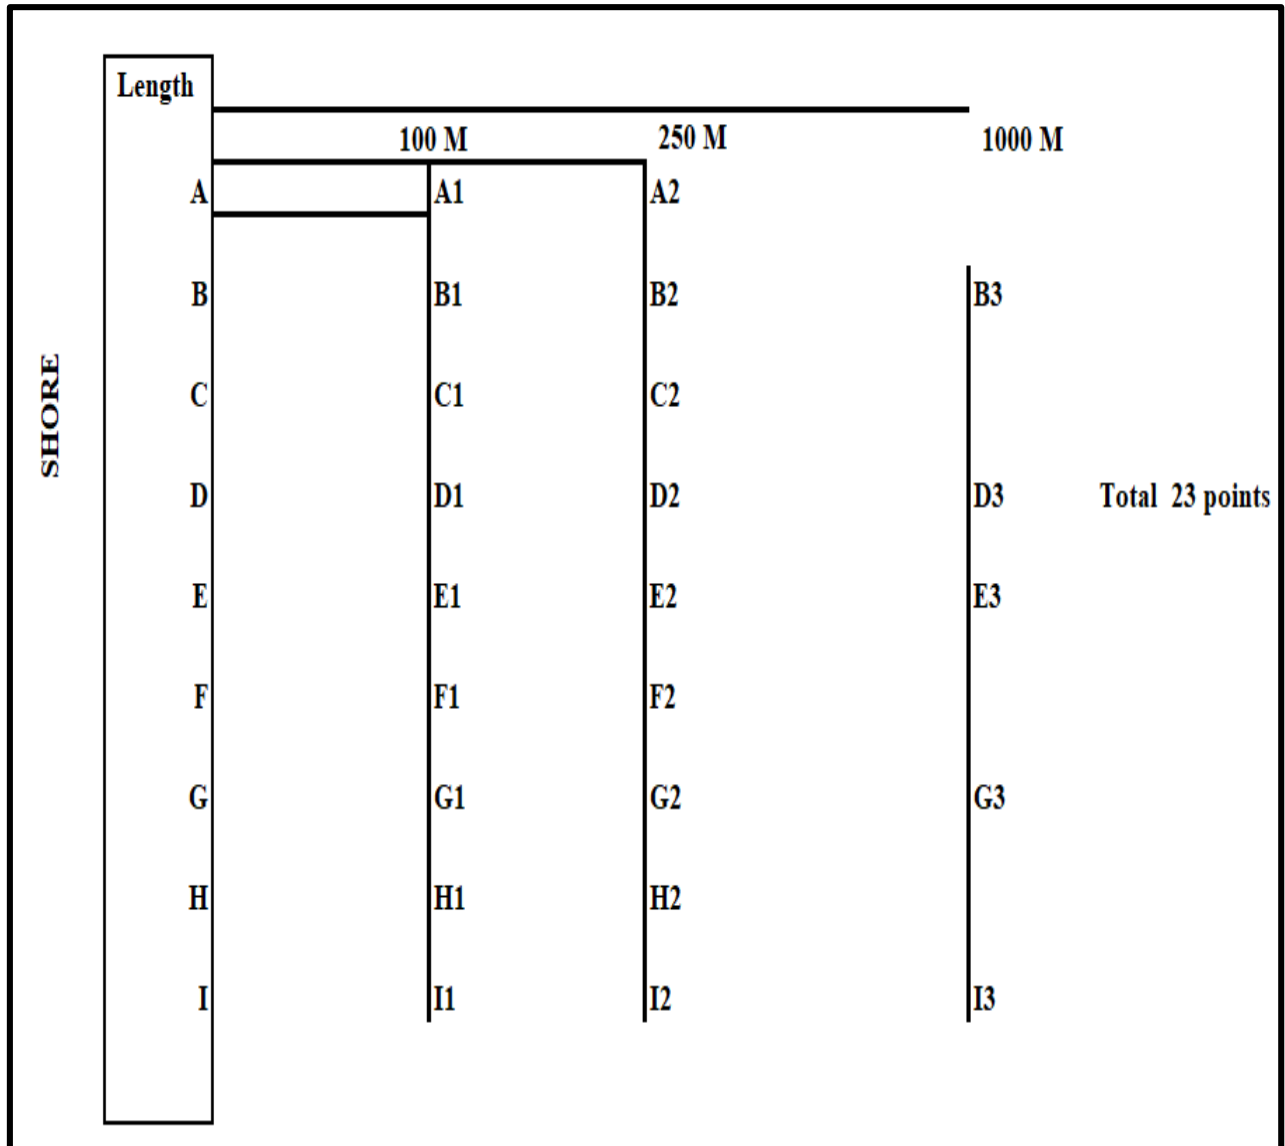 Length
100 M 250 M 1000 M
A A1 A2
B B1 B2 B3
C C1 C2
SHORE
D D1 D2 D3 Total 23 points
E E1 E2 E3
F F1 F2
G G1 G2 G3
H H1 H2
I I1 I2 I3